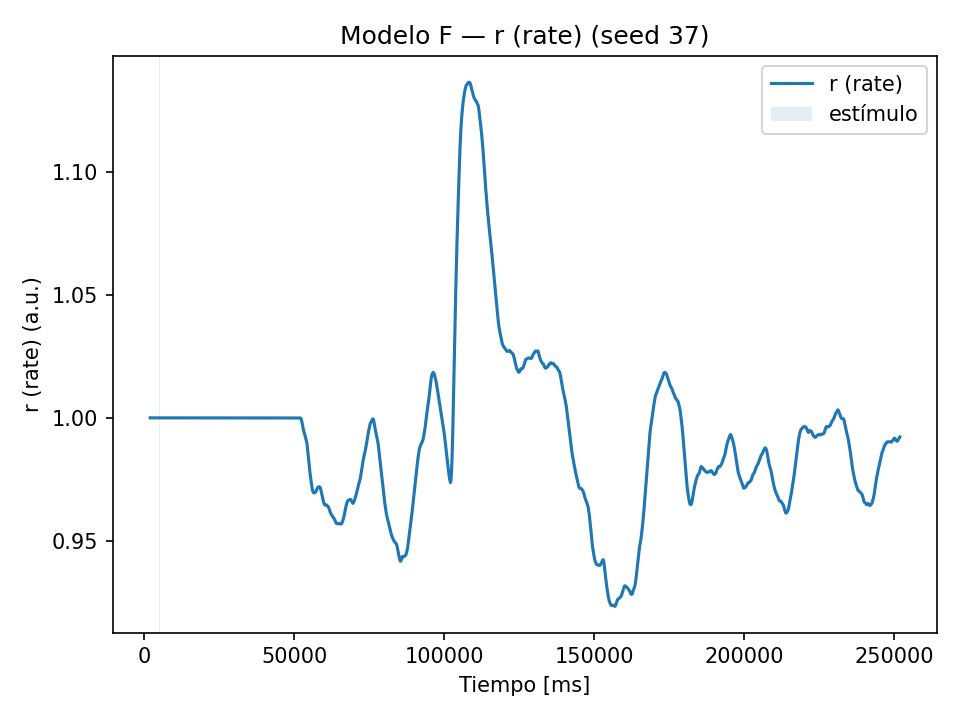 Modelo F — r (rate) (seed 37)
r (rate)
estímulo
r (rate) (a.u.)
1.10
1.05
1.00
0.95
0
50000
100000
150000
200000
250000
Tiempo [ms]